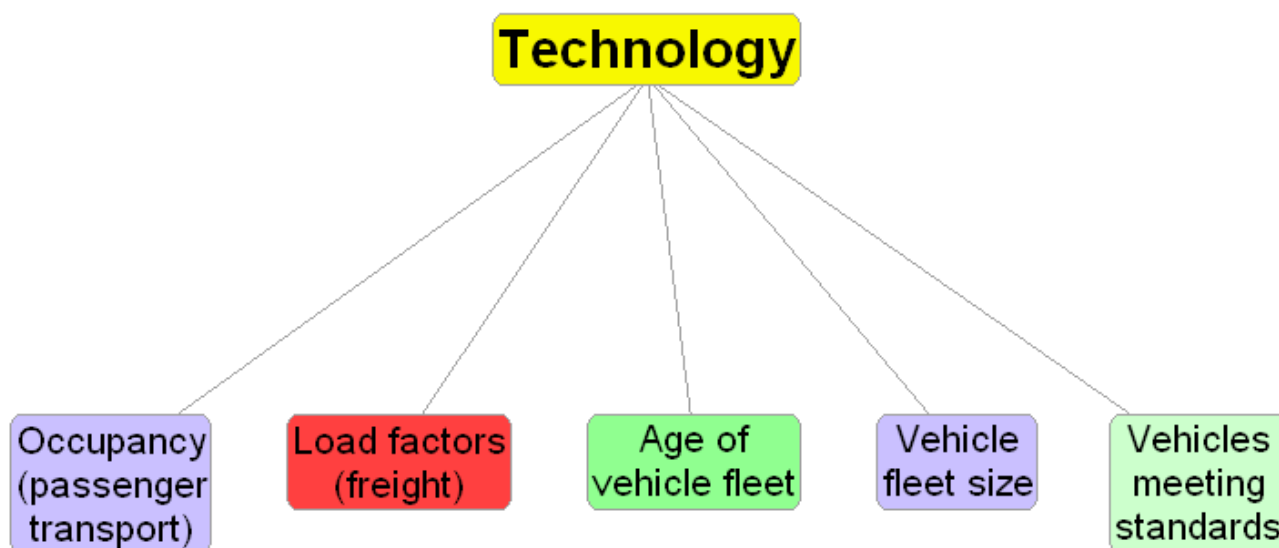 Technology
Occupancy
(passenger
transport)
Load factors
(freight)
Age of
vehicle fleet
Vehicle
fleet size
Vehicles
meeting
standards